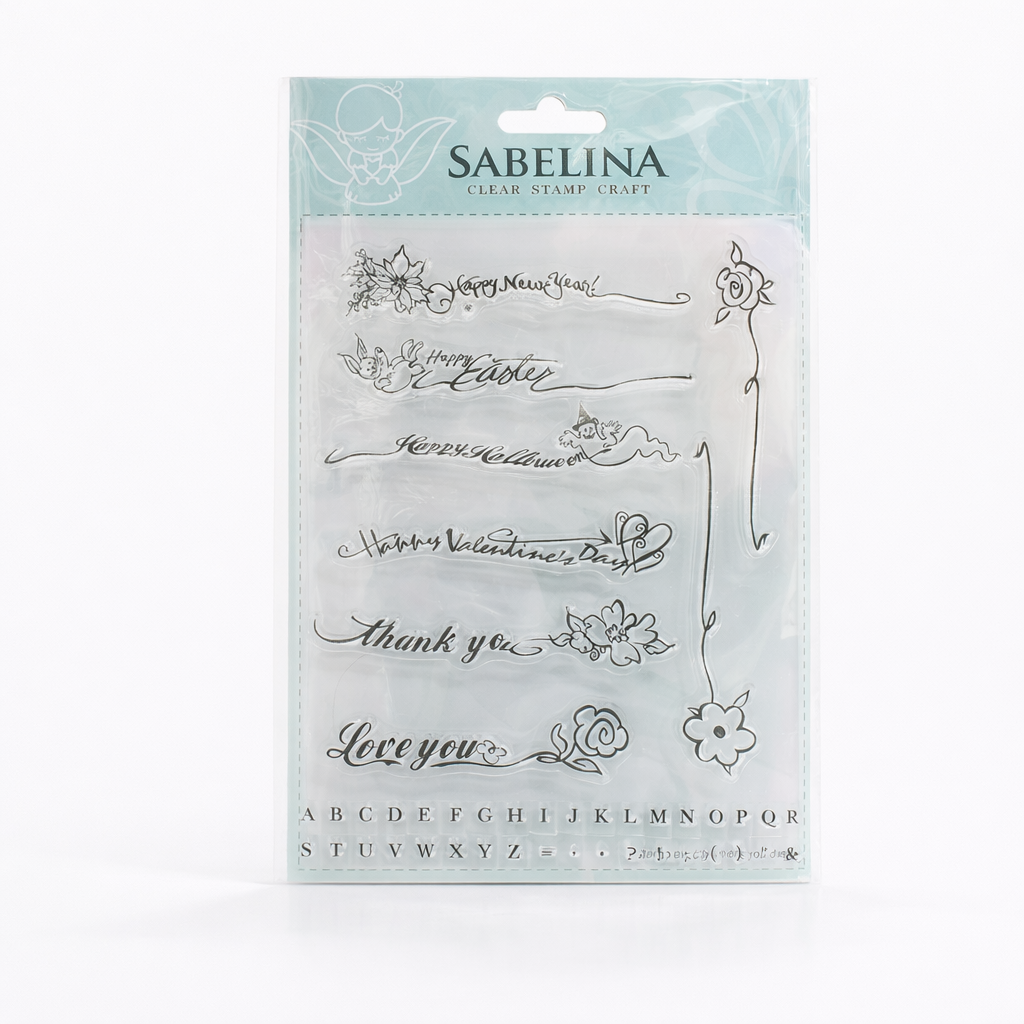 SABELINA
CLEAR STAMP CRAFT
Happy New Year!
Happy Easter
Happy Halloween
Happy Valentine's Day
thank you
Love you
A B C D E F G H I J K L M N O P Q R
S T U V W X Y Z = , . ? ( ) &